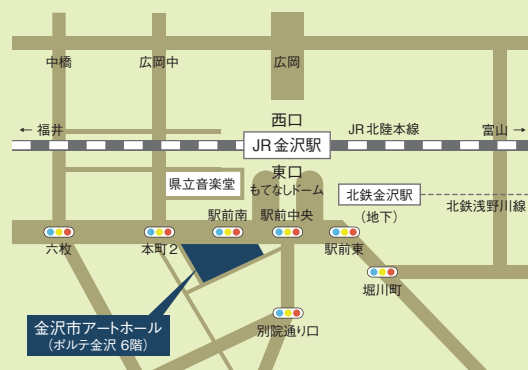 中橋
広岡中
広岡
← 福井
西口
JR北陸本線
富山 →
JR金沢駅
東口
もてなしドーム
県立音楽堂
北鉄金沢駅
(地下)
北鉄浅野川線
駅前南
駅前中央
六枚
本町2
駅前東
堀川町
金沢市アートホール
(ポルテ金沢 6階)
別院通り口